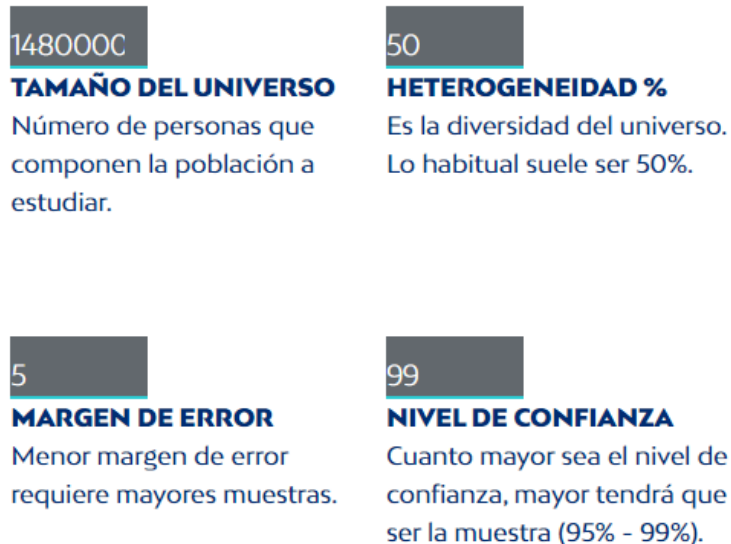 1480000
TAMAÑO DEL UNIVERSO
Número de personas que
componen la población a
estudiar.
50
HETEROGENEIDAD %
Es la diversidad del universo.
Lo habitual suele ser 50%.
5
MARGEN DE ERROR
Menor margen de error
requiere mayores muestras.
99
NIVEL DE CONFIANZA
Cuanto mayor sea el nivel de
confianza, mayor tendrá que
ser la muestra (95% - 99%).